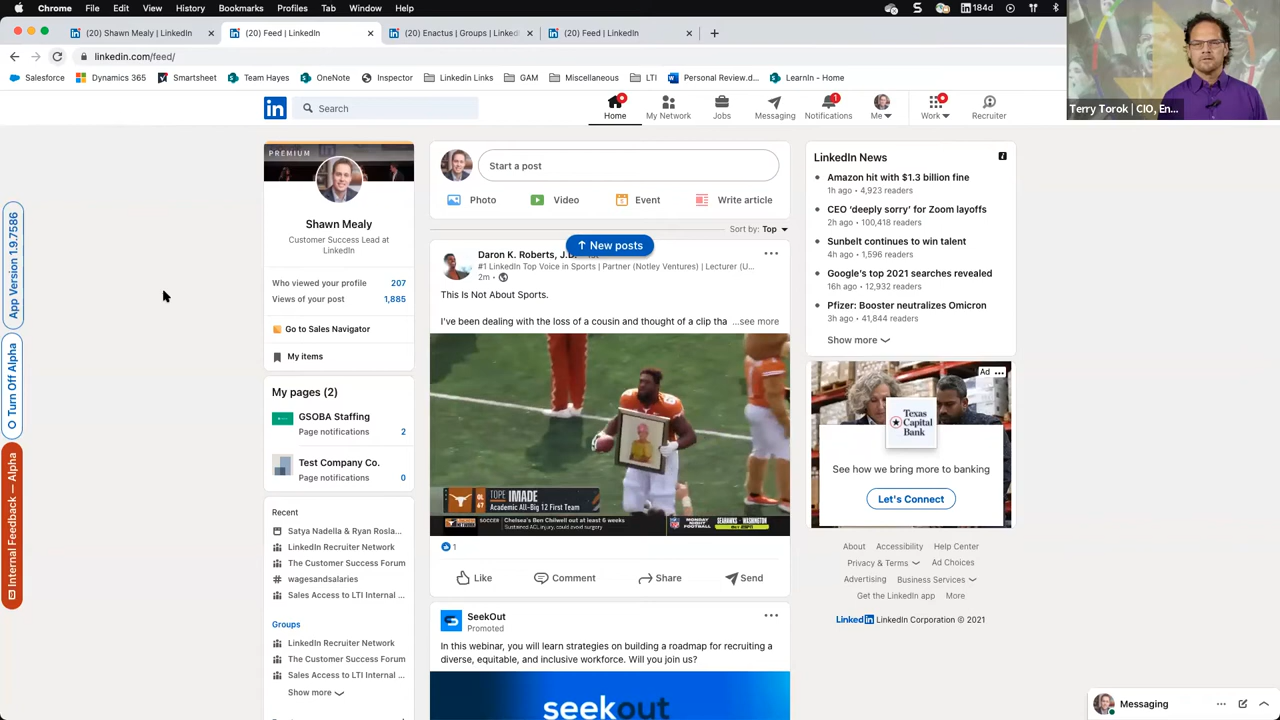 Chrome File Edit View History Bookmarks Profiles Tab Window Help
184d
(20) Shawn Mealy | LinkedIn
(20) Feed | LinkedIn
(20) Enactus | Groups | LinkedIn
(20) Feed | LinkedIn
linkedin.com/feed/
Salesforce Dynamics 365 Smartsheet Team Hayes OneNote Inspector Linkedin Links GAM Miscellaneous LTI Personal Review.d... LearnIn - Home
Terry Torok | CIO, En...
in Search
Home My Network Jobs Messaging Notifications Me Work Recruiter
1
App Version 1.9.7586
Turn Off Alpha
Internal Feedback — Alpha
PREMIUM
Shawn Mealy
Customer Success Lead at
LinkedIn
Who viewed your profile 207
Views of your post 1,885
Go to Sales Navigator
My items
My pages (2)
GSOBA Staffing
Page notifications 2
Test Company Co.
Page notifications 0
Recent
Satya Nadella & Ryan Rosla...
LinkedIn Recruiter Network
The Customer Success Forum
# wagesandsalaries
Sales Access to LTI Internal ...
Groups
LinkedIn Recruiter Network
The Customer Success Forum
Sales Access to LTI Internal ...
Show more
Start a post
Photo Video Event Write article
Sort by: Top
↑ New posts
Daron K. Roberts, J.D.
#1 LinkedIn Top Voice in Sports | Partner (Notley Ventures) | Lecturer (U...
2m •
This Is Not About Sports.
I've been dealing with the loss of a cousin and thought of a clip tha ...see more
TOPE IMADE
Academic All-Big 12 First Team
SOCCER Chelsea's Ben Chilwell out at least 6 weeks
Sustained ACL injury, could avoid surgery
SEAHAWKS WASHINGTON
1
Like Comment Share Send
SeekOut
Promoted
In this webinar, you will learn strategies on building a roadmap for recruiting a
diverse, equitable, and inclusive workforce. Will you join us?
seekout
LinkedIn News
Amazon hit with $1.3 billion fine
1h ago • 4,923 readers
CEO 'deeply sorry' for Zoom layoffs
2h ago • 100,418 readers
Sunbelt continues to win talent
4h ago • 1,596 readers
Google's top 2021 searches revealed
16h ago • 12,932 readers
Pfizer: Booster neutralizes Omicron
3h ago • 41,844 readers
Show more
Ad
Texas
Capital
Bank
See how we bring more to banking
Let's Connect
About Accessibility Help Center
Privacy & Terms Ad Choices
Advertising Business Services
Get the LinkedIn app More
LinkedIn LinkedIn Corporation © 2021
Messaging